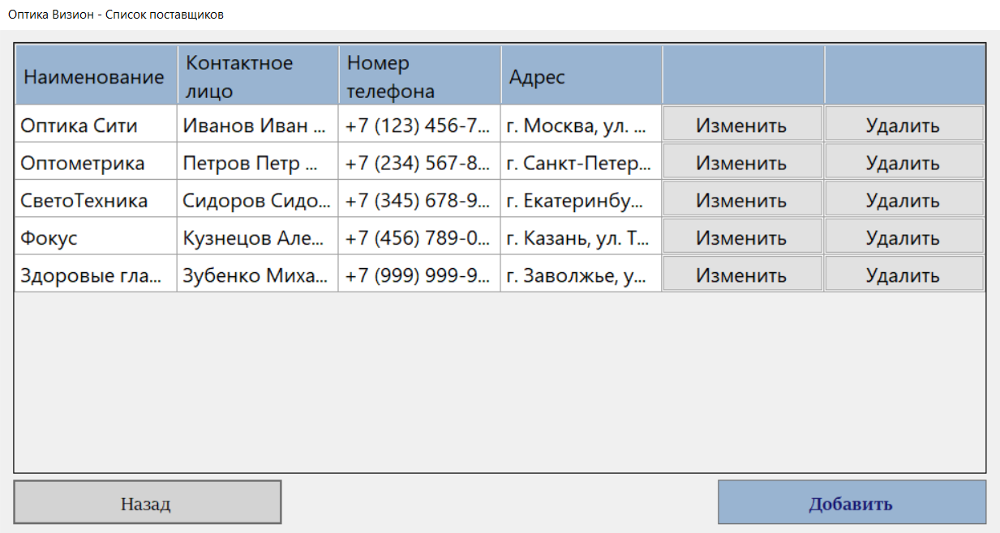 Оптика Визион - Список поставщиков
Наименование Контактное лицо Номер телефона Адрес
Оптика Сити Иванов Иван ... +7 (123) 456-7... г. Москва, ул. ... Изменить Удалить
Оптометрика Петров Петр ... +7 (234) 567-8... г. Санкт-Петер... Изменить Удалить
СветоТехника Сидоров Сидо... +7 (345) 678-9... г. Екатеринбу... Изменить Удалить
Фокус Кузнецов Але... +7 (456) 789-0... г. Казань, ул. Т... Изменить Удалить
Здоровые гла... Зубенко Миха... +7 (999) 999-9... г. Заволжье, у... Изменить Удалить
Назад Добавить